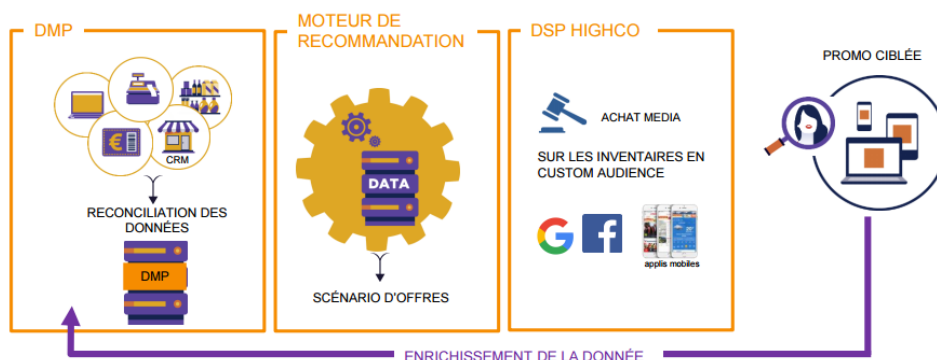 DMP
CRM
RECONCILIATION DES
DONNÉES
DMP
MOTEUR DE
RECOMMANDATION
DATA
SCÉNARIO D'OFFRES
DSP HIGHCO
ACHAT MEDIA
SUR LES INVENTAIRES EN
CUSTOM AUDIENCE
applis mobiles
PROMO CIBLÉE
ENRICHISSEMENT DE LA DONNÉE